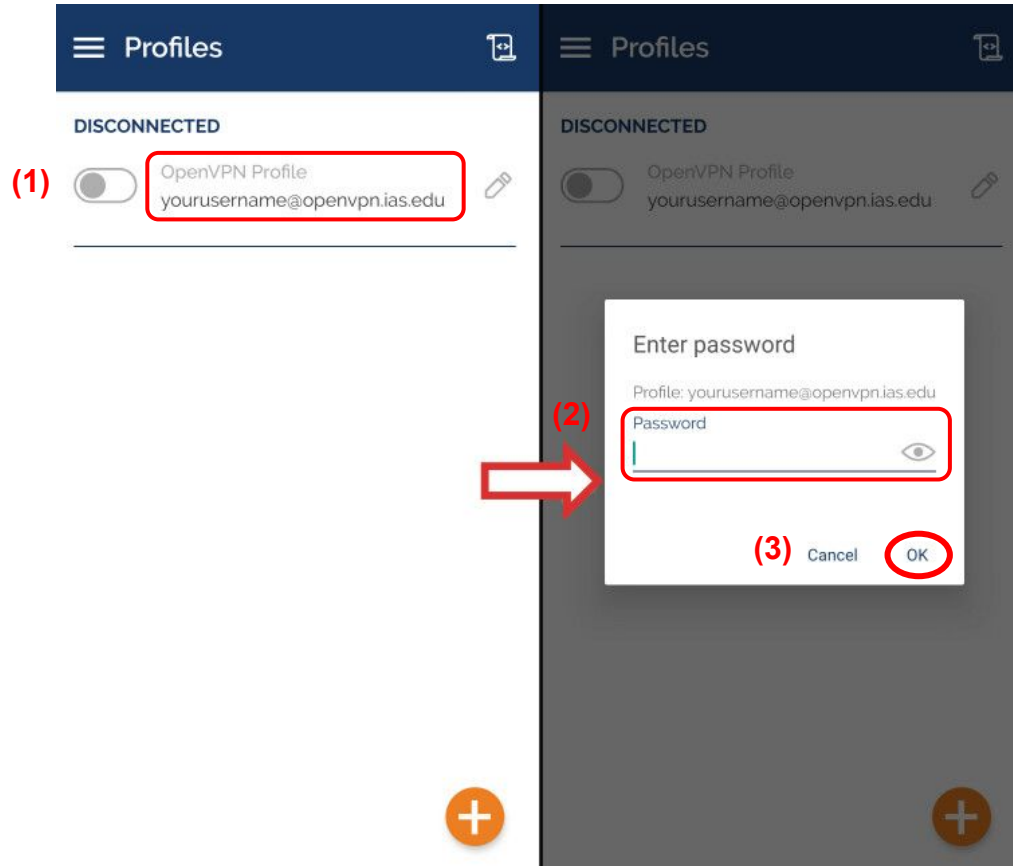 Profiles
DISCONNECTED
(1)
OpenVPN Profile
yourusername@openvpn.ias.edu
Profiles
DISCONNECTED
OpenVPN Profile
yourusername@openvpn.ias.edu
Enter password
Profile: yourusername@openvpn.ias.edu
(2)
Password
(3) Cancel OK